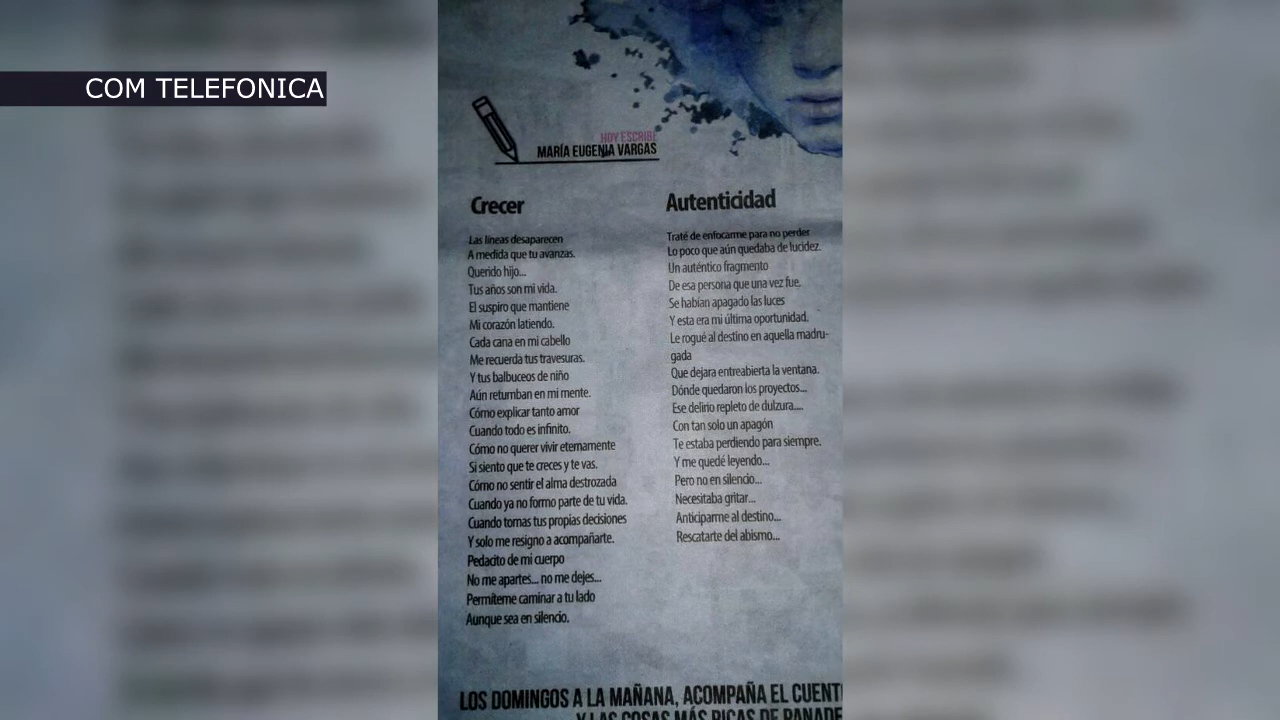 COM TELEFONICA
HOY ESCRIBE
MARÍA EUGENIA VARGAS
Crecer
Las líneas desaparecen
A medida que tu avanzas.
Querido hijo...
Tus años son mi vida.
El suspiro que mantiene
Mi corazón latiendo.
Cada cana en mi cabello
Me recuerda tus travesuras.
Y tus balbuceos de niño
Aún retumban en mi mente.
Cómo explicar tanto amor
Cuando todo es infinito.
Cómo no querer vivir eternamente
Si siento que te creces y te vas.
Cómo no sentir el alma destrozada
Cuando ya no formo parte de tu vida.
Cuando tomas tus propias decisiones
Y solo me resigno a acompañarte.
Pedacito de mi cuerpo
No me apartes... no me dejes...
Permíteme caminar a tu lado
Aunque sea en silencio.
Autenticidad
Traté de enfocarme para no perder
Lo poco que aún quedaba de lucidez.
Un auténtico fragmento
De esa persona que una vez fue.
Se habían apagado las luces
Y esta era mi última oportunidad.
Le rogué al destino en aquella madru-
gada
Que dejara entreabierta la ventana.
Dónde quedaron los proyectos...
Ese delirio repleto de dulzura....
Con tan solo un apagón
Te estaba perdiendo para siempre.
Y me quedé leyendo...
Pero no en silencio...
Necesitaba gritar...
Anticiparme al destino...
Rescatarte del abismo...
LOS DOMINGOS A LA MAÑANA, ACOMPAÑA EL CUENT
Y LAS COSAS MÁS RICAS DE PANADE